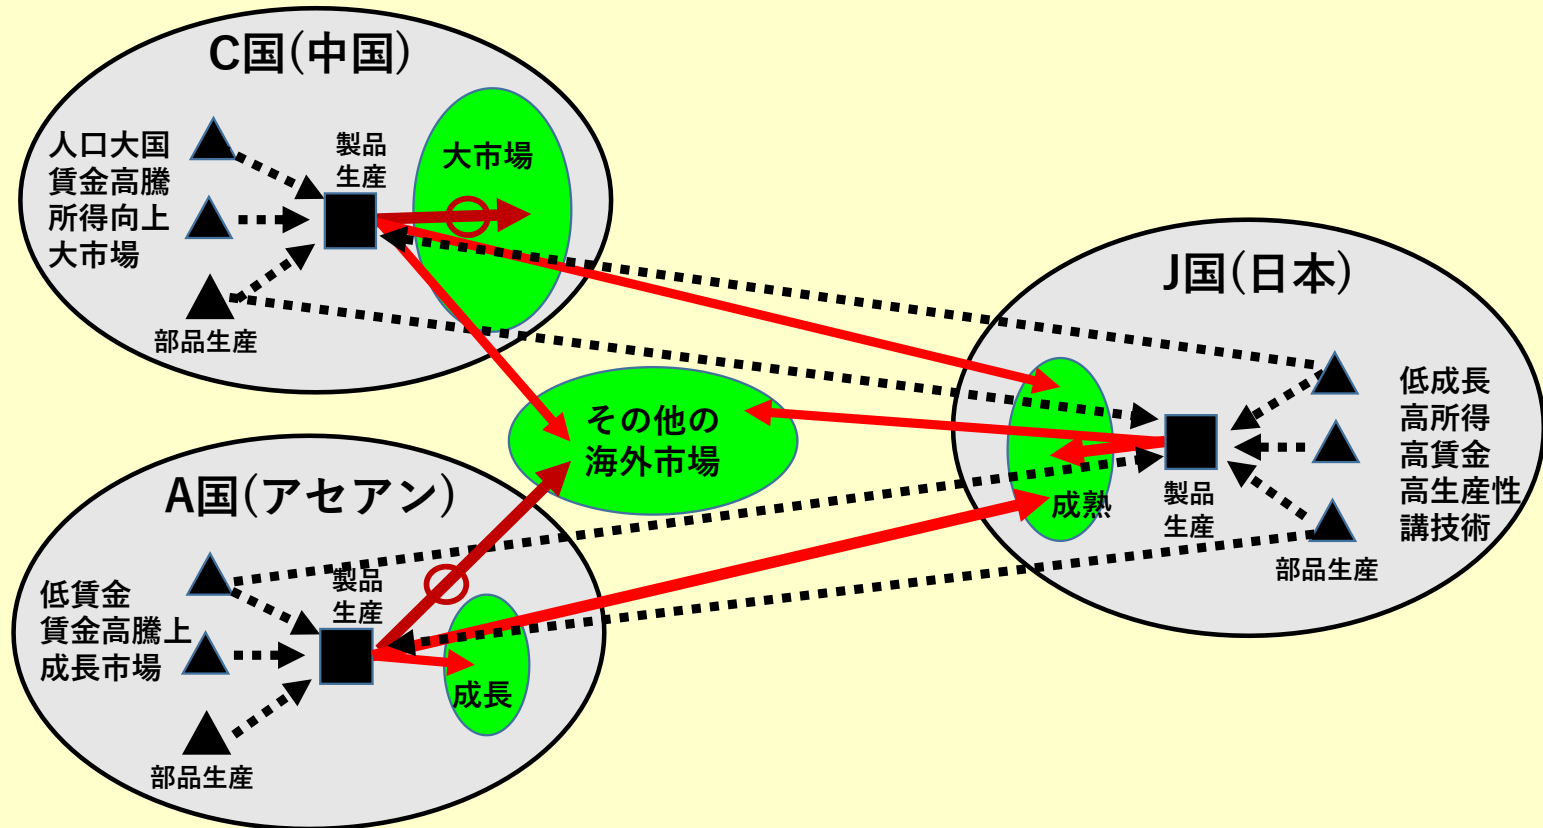 C国(中国)
人口大国
賃金高騰
所得向上
大市場
製品
生産
大市場
部品生産
J国(日本)
低成長
高所得
高賃金
高生産性
講技術
成熟
製品
生産
部品生産
その他の
海外市場
A国(アセアン)
低賃金
賃金高騰上
成長市場
製品
生産
成長
部品生産